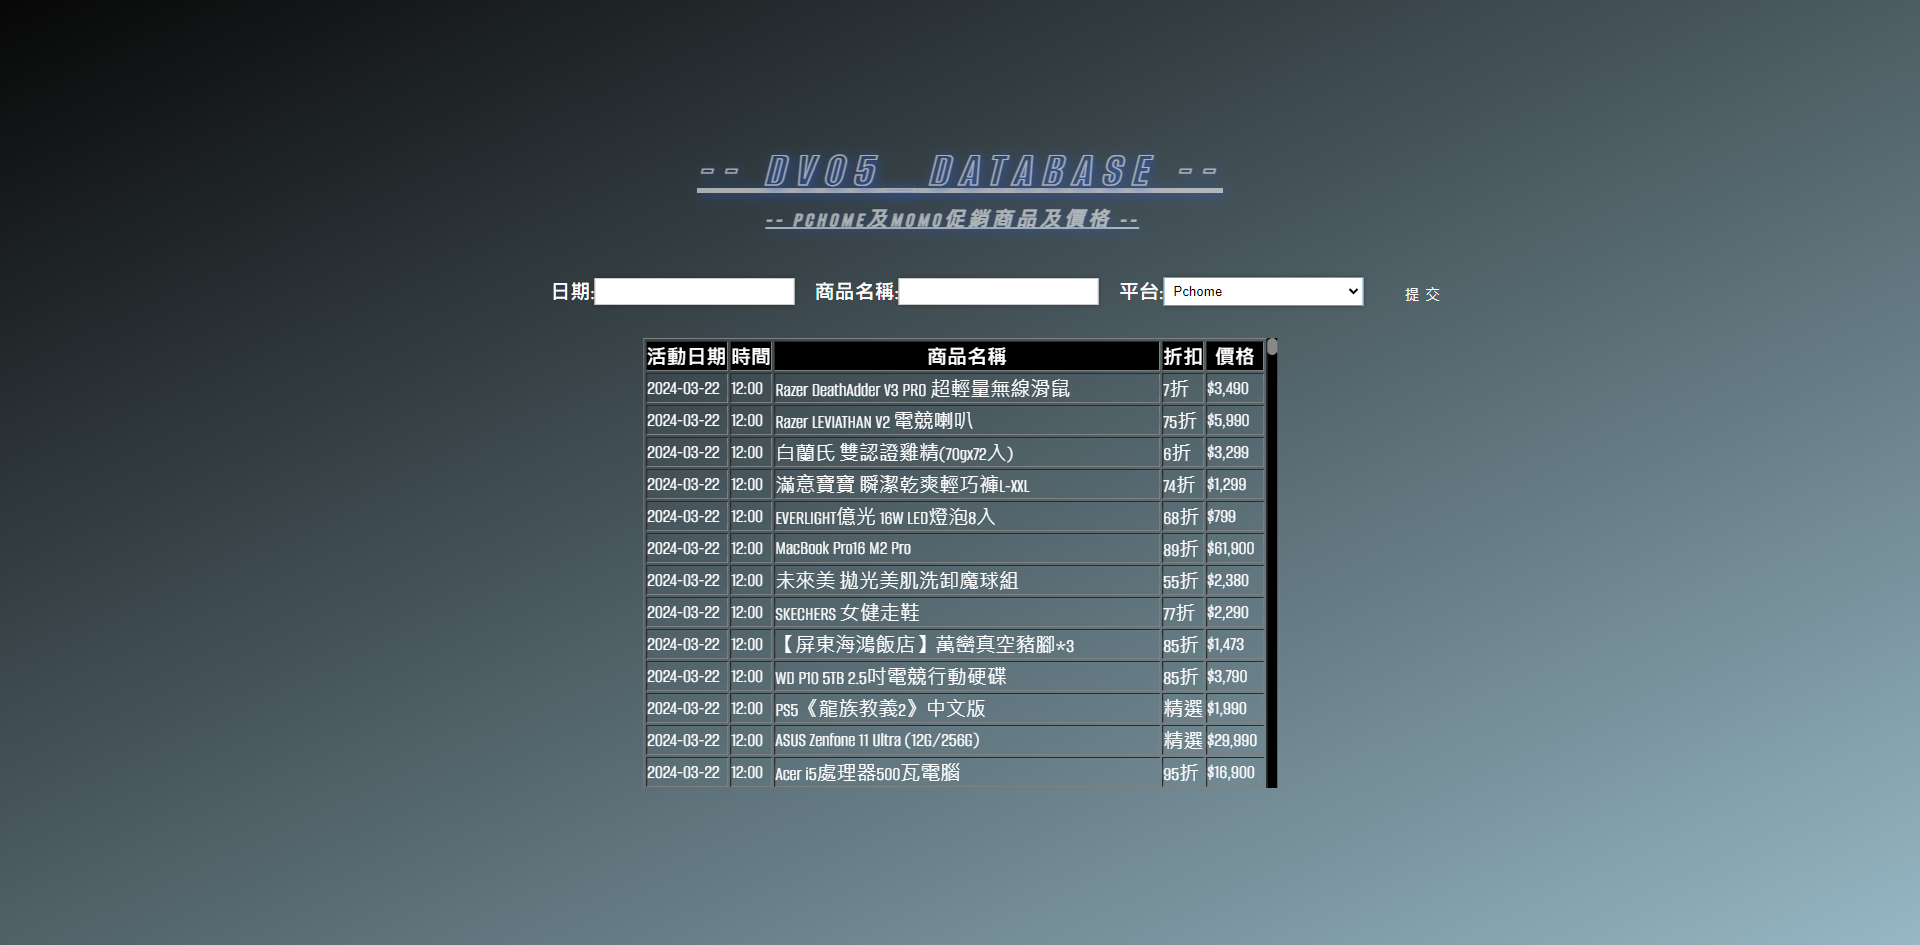 -- DV05_ DATABASE --
-- PCHOME及MOMO促銷商品及價格 --
日期: 商品名稱: 平台: Pchome 提交
活動日期 時間 商品名稱 折扣 價格
2024-03-22 12:00 Razer DeathAdder V3 PRO 超輕量無線滑鼠 7折 $3,490
2024-03-22 12:00 Razer LEVIATHAN V2 電競喇叭 75折 $5,990
2024-03-22 12:00 白蘭氏 雙認證雞精(70gx72入) 6折 $3,299
2024-03-22 12:00 滿意寶寶 瞬潔乾爽輕巧褲L-XXL 74折 $1,299
2024-03-22 12:00 EVERLIGHT億光 16W LED燈泡8入 68折 $799
2024-03-22 12:00 MacBook Pro16 M2 Pro 89折 $61,900
2024-03-22 12:00 未來美 拋光美肌洗卸魔球組 55折 $2,380
2024-03-22 12:00 SKECHERS 女健走鞋 77折 $2,290
2024-03-22 12:00 【屏東海鴻飯店】萬巒真空豬腳*3 85折 $1,473
2024-03-22 12:00 WD P10 5TB 2.5吋電競行動硬碟 85折 $3,790
2024-03-22 12:00 PS5《龍族教義2》中文版 精選 $1,990
2024-03-22 12:00 ASUS Zenfone 11 Ultra (12G/256G) 精選 $29,990
2024-03-22 12:00 Acer i5處理器500瓦電腦 95折 $16,900